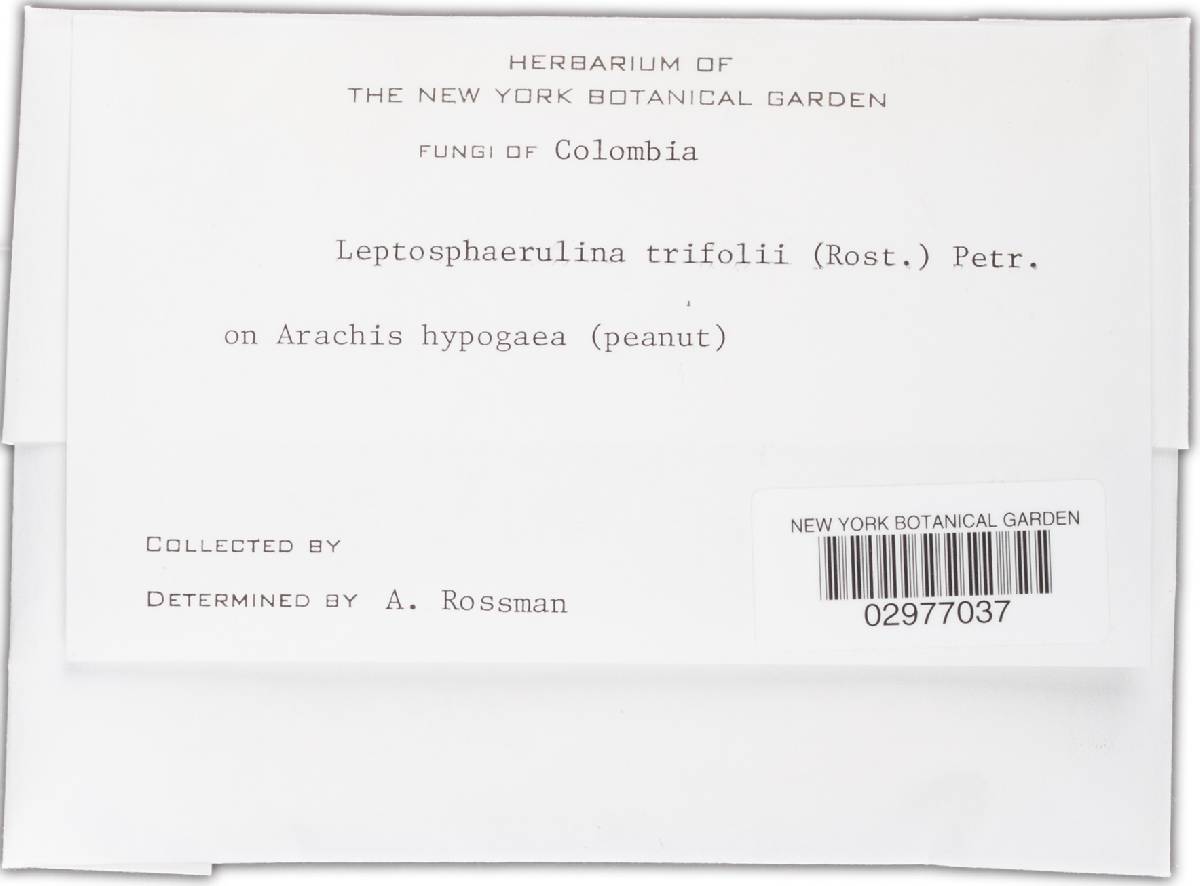 HERBARIUM OF
THE NEW YORK BOTANICAL GARDEN
FUNGI OF Colombia
Leptosphaerulina trifolii (Rost.) Petr.
on Arachis hypogaea (peanut)
COLLECTED BY
DETERMINED BY A. Rossman
NEW YORK BOTANICAL GARDEN
02977037